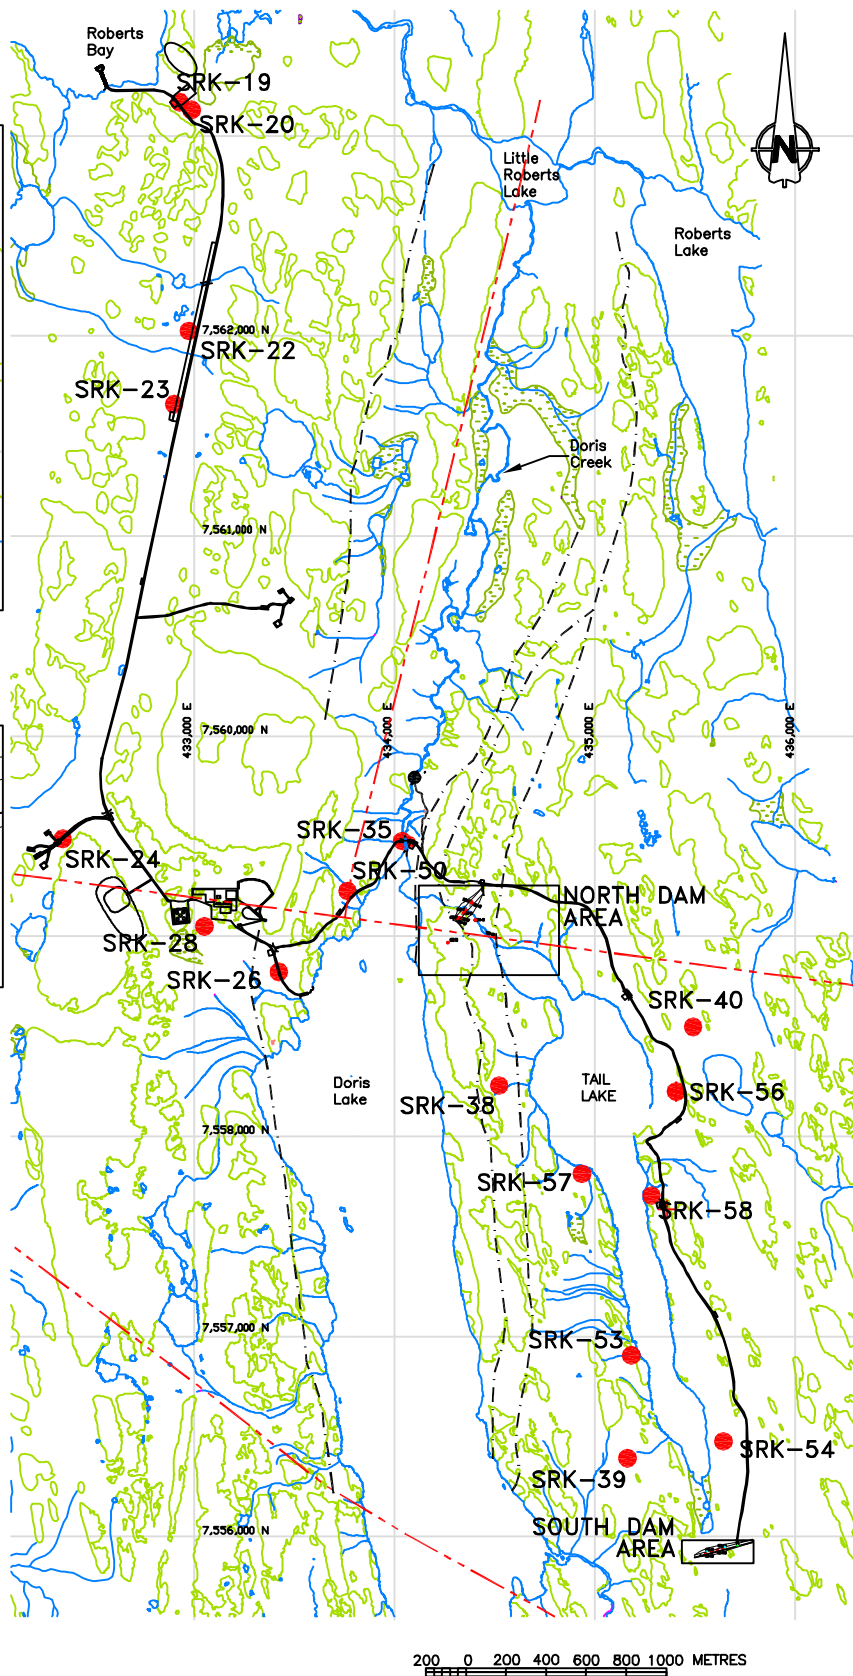 Roberts
Bay
SRK-19
SRK-20
N
Little
Roberts
Lake
Roberts
Lake
7,562,000 N
SRK-22
SRK-23
Doris
Creek
7,561,000 N
433,000 E
7,560,000 N
434,000 E
435,000 E
436,000 E
SRK-35
SRK-24
SRK-50
NORTH DAM
AREA
SRK-28
SRK-26
SRK-40
Doris
Lake
TAIL
LAKE
SRK-56
SRK-38
7,558,000 N
SRK-57
SRK-58
7,557,000 N
SRK-53
SRK-54
SRK-39
7,556,000 N
SOUTH DAM
AREA
200 0 200 400 600 800 1000 METRES